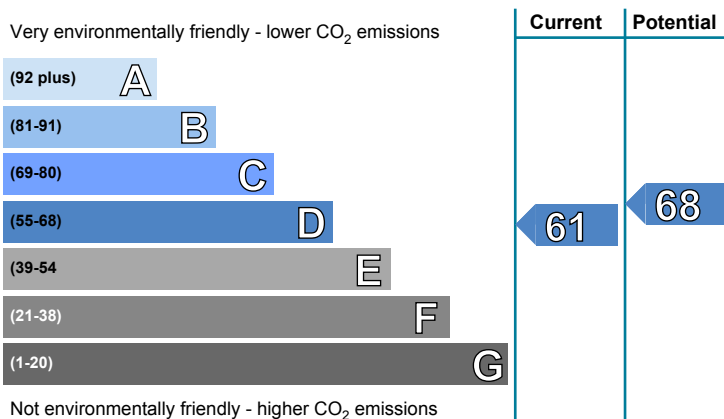 Current Potential
Very environmentally friendly - lower CO₂ emissions
(92 plus) A
(81-91) B
(69-80) C
(55-68) D
(39-54 E
(21-38) F
(1-20) G
61 68
Not environmentally friendly - higher CO₂ emissions